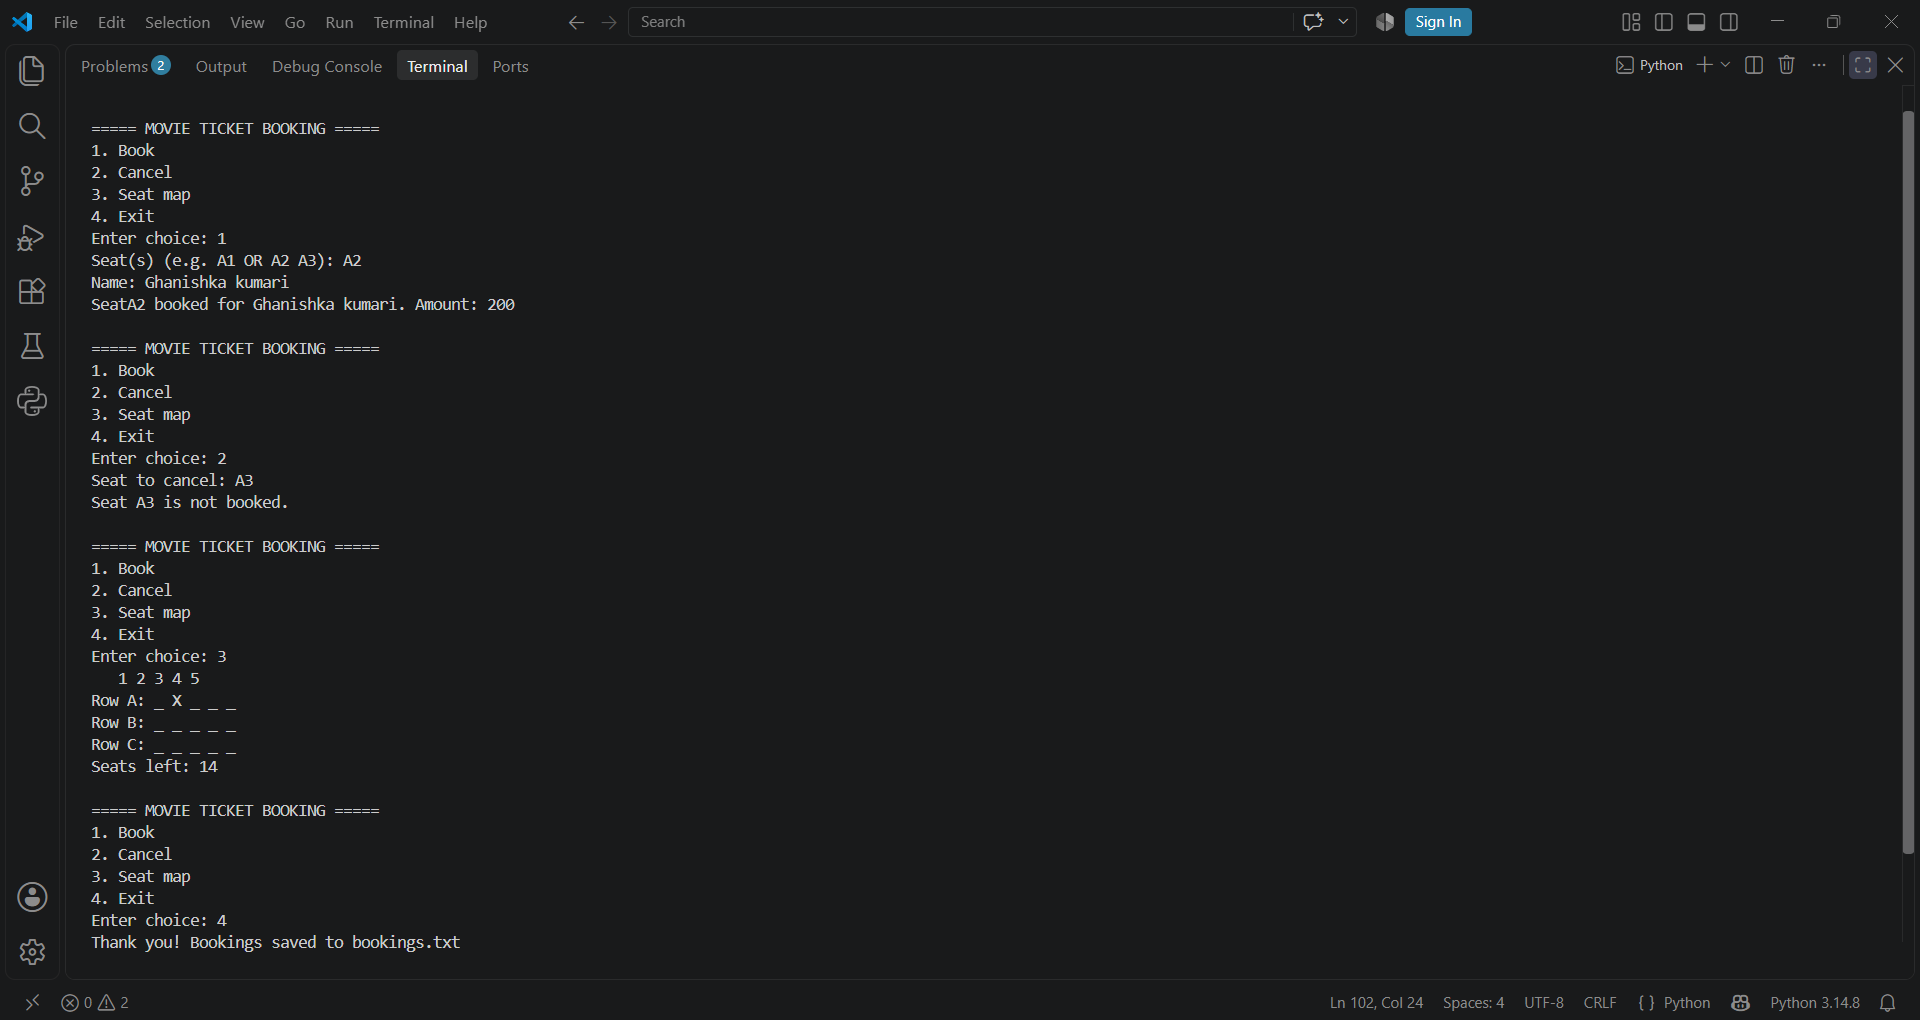 File Edit Selection View Go Run Terminal Help Search Sign In
Problems 2 Output Debug Console Terminal Ports Python
===== MOVIE TICKET BOOKING =====
1. Book
2. Cancel
3. Seat map
4. Exit
Enter choice: 1
Seat(s) (e.g. A1 OR A2 A3): A2
Name: Ghanishka kumari
SeatA2 booked for Ghanishka kumari. Amount: 200
===== MOVIE TICKET BOOKING =====
1. Book
2. Cancel
3. Seat map
4. Exit
Enter choice: 2
Seat to cancel: A3
Seat A3 is not booked.
===== MOVIE TICKET BOOKING =====
1. Book
2. Cancel
3. Seat map
4. Exit
Enter choice: 3
1 2 3 4 5
Row A: _ X _ _ _
Row B: _ _ _ _ _
Row C: _ _ _ _ _
Seats left: 14
===== MOVIE TICKET BOOKING =====
1. Book
2. Cancel
3. Seat map
4. Exit
Enter choice: 4
Thank you! Bookings saved to bookings.txt
0 2 Ln 102, Col 24 Spaces: 4 UTF-8 CRLF { } Python Python 3.14.8